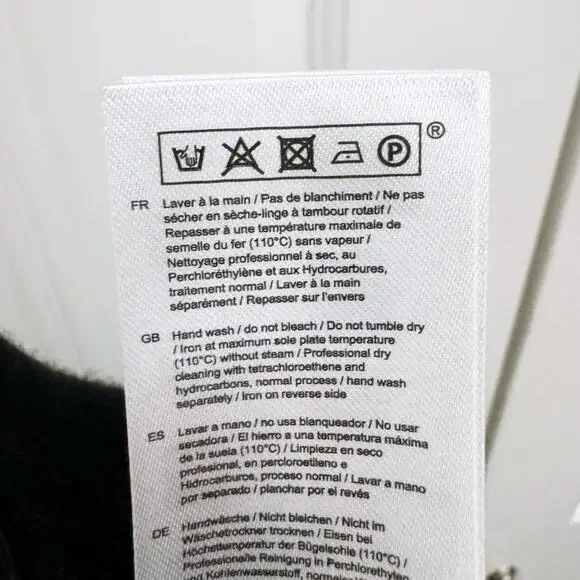 P ®
FR Laver à la main / Pas de blanchiment / Ne pas
sécher en sèche-linge à tambour rotatif /
Repasser à une température maximale de
semelle du fer (110°C) sans vapeur /
Nettoyage professionnel à sec, au
Perchloréthylène et aux Hydrocarbures,
traitement normal / Laver à la main
séparément / Repasser sur l'envers
GB Hand wash / do not bleach / Do not tumble dry
/ Iron at maximum sole plate temperature
(110°C) without steam / Professional dry
cleaning with tetrachloroethene and
hydrocarbons, normal process / hand wash
separately / Iron on reverse side
ES Lavar a mano / no usa blanqueador / No usar
secadora / El hierro a una temperatura máxima
de la suela (110°C) / Limpieza en seco
profesional, en percloroetileno e
Hidrocarburos, proceso normal / Lavar a mano
por separado / planchar por el revés
DE Handwäsche / Nicht bleichen / Nicht im
Wäschetrockner trocknen / Eisen bei
Höchsttemperatur der Bügelsohle (110°C) /
Professionelle Reinigung in Perchlorethylen
und Kohlenwasserstoff,